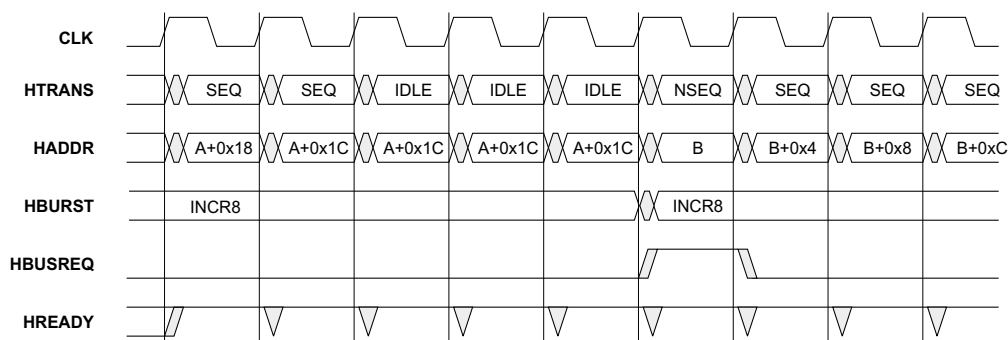 CLK
HTRANS SEQ SEQ IDLE IDLE IDLE NSEQ SEQ SEQ SEQ
HADDR A+0x18 A+0x1C A+0x1C A+0x1C A+0x1C B B+0x4 B+0x8 B+0xC
HBURST INCR8 INCR8
HBUSREQ
HREADY